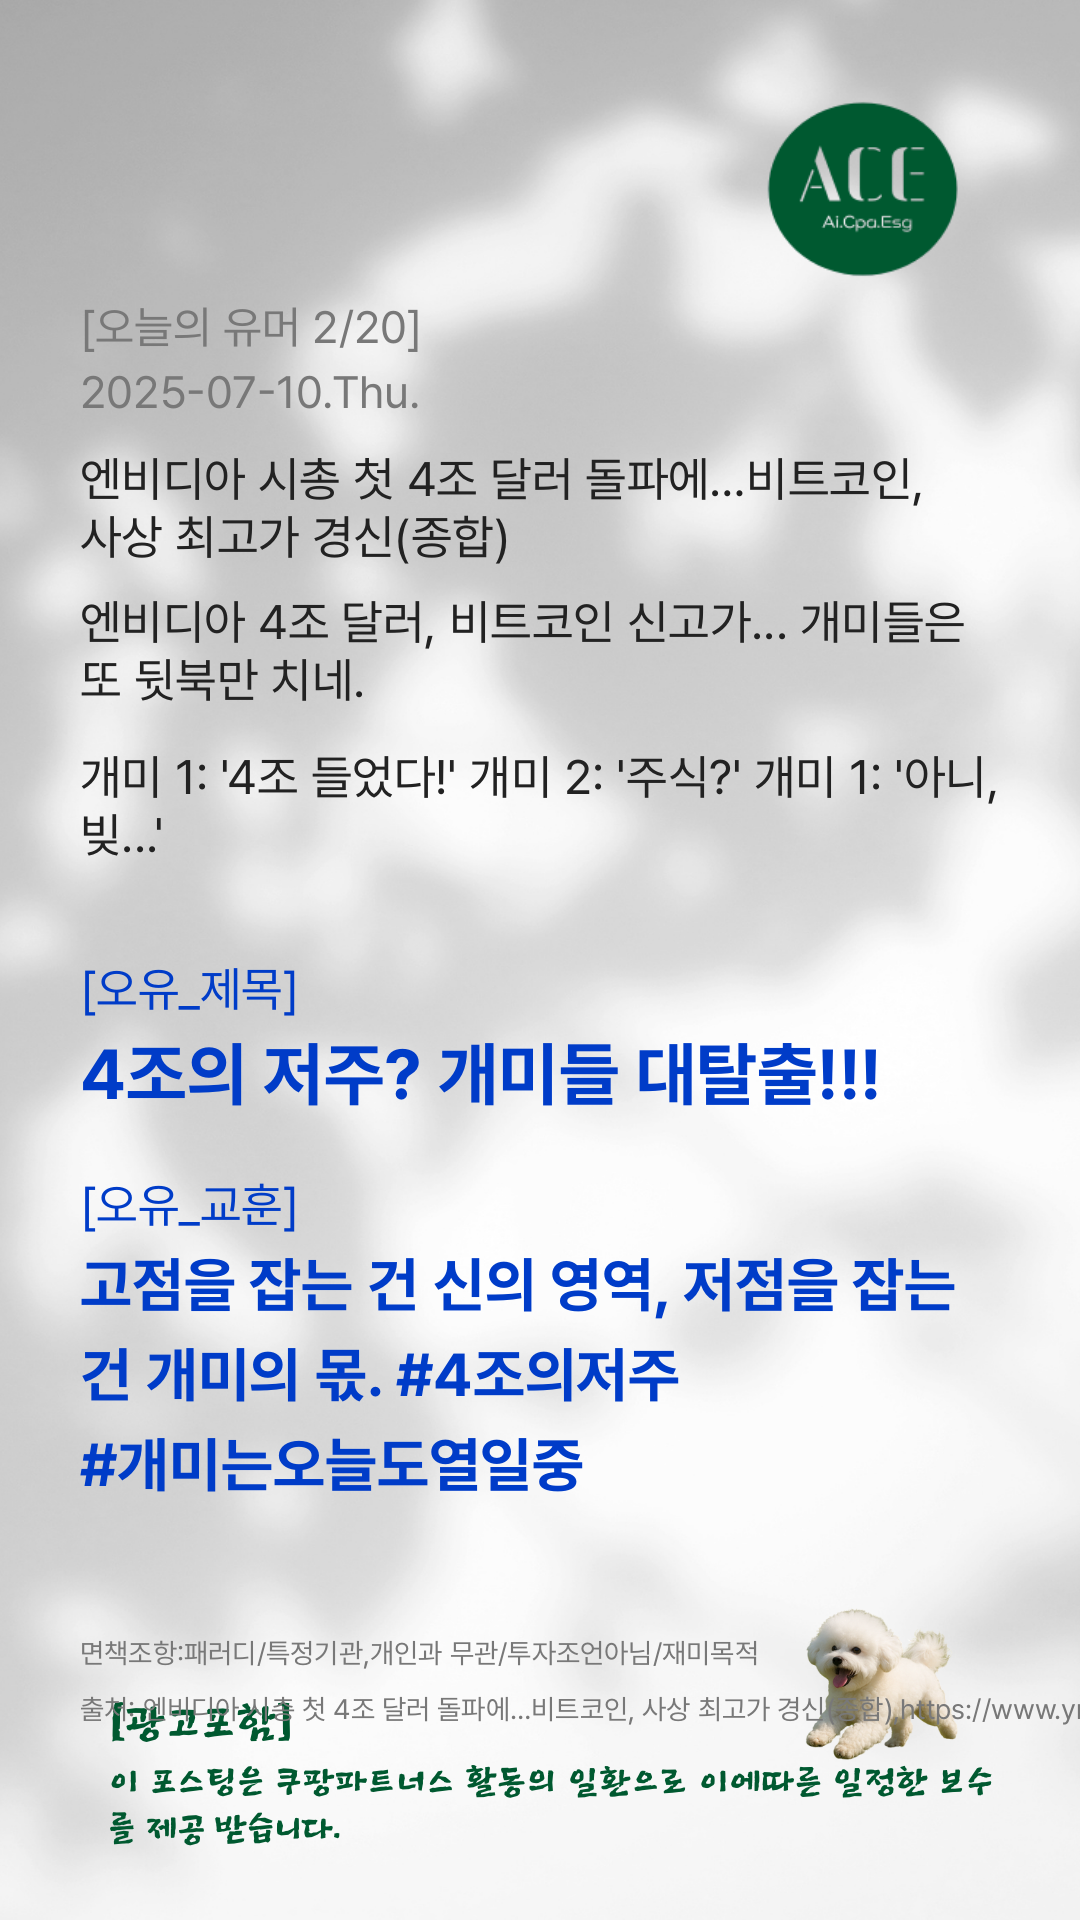 ACE
Ai.Cpa.Esg
[오늘의 유머 2/20]
2025-07-10.Thu.
엔비디아 시총 첫 4조 달러 돌파에...비트코인,
사상 최고가 경신(종합)
엔비디아 4조 달러, 비트코인 신고가... 개미들은
또 뒷북만 치네.
개미 1: '4조 들었다!' 개미 2: '주식?' 개미 1: '아니,
빚...'
[오유_제목]
4조의 저주? 개미들 대탈출!!!
[오유_교훈]
고점을 잡는 건 신의 영역, 저점을 잡는
건 개미의 몫. #4조의저주
#개미는오늘도열일중
면책조항:패러디/특정기관,개인과 무관/투자조언아님/재미목적
출처: 엔비디아 시총 첫 4조 달러 돌파에...비트코인, 사상 최고가 경신(종합),https://www.yn
[광고포함]
이 포스팅은 쿠팡파트너스 활동의 일환으로 이에따른 일정한 보수
를 제공 받습니다.